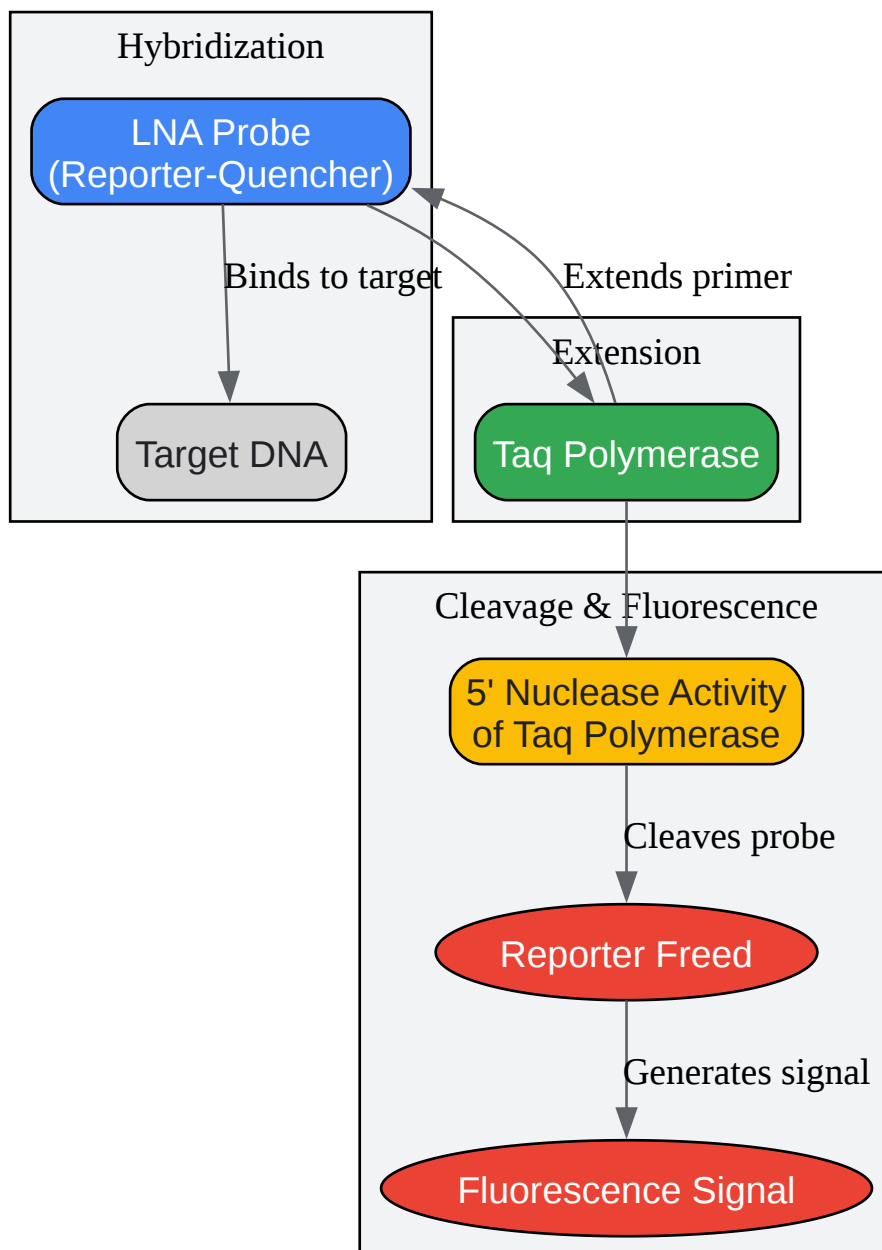 Hybridization
LNA Probe
(Reporter-Quencher)
Binds to target
Extends primer
Extension
Target DNA
Taq Polymerase
Cleavage & Fluorescence
5' Nuclease Activity
of Taq Polymerase
Cleaves probe
Reporter Freed
Generates signal
Fluorescence Signal